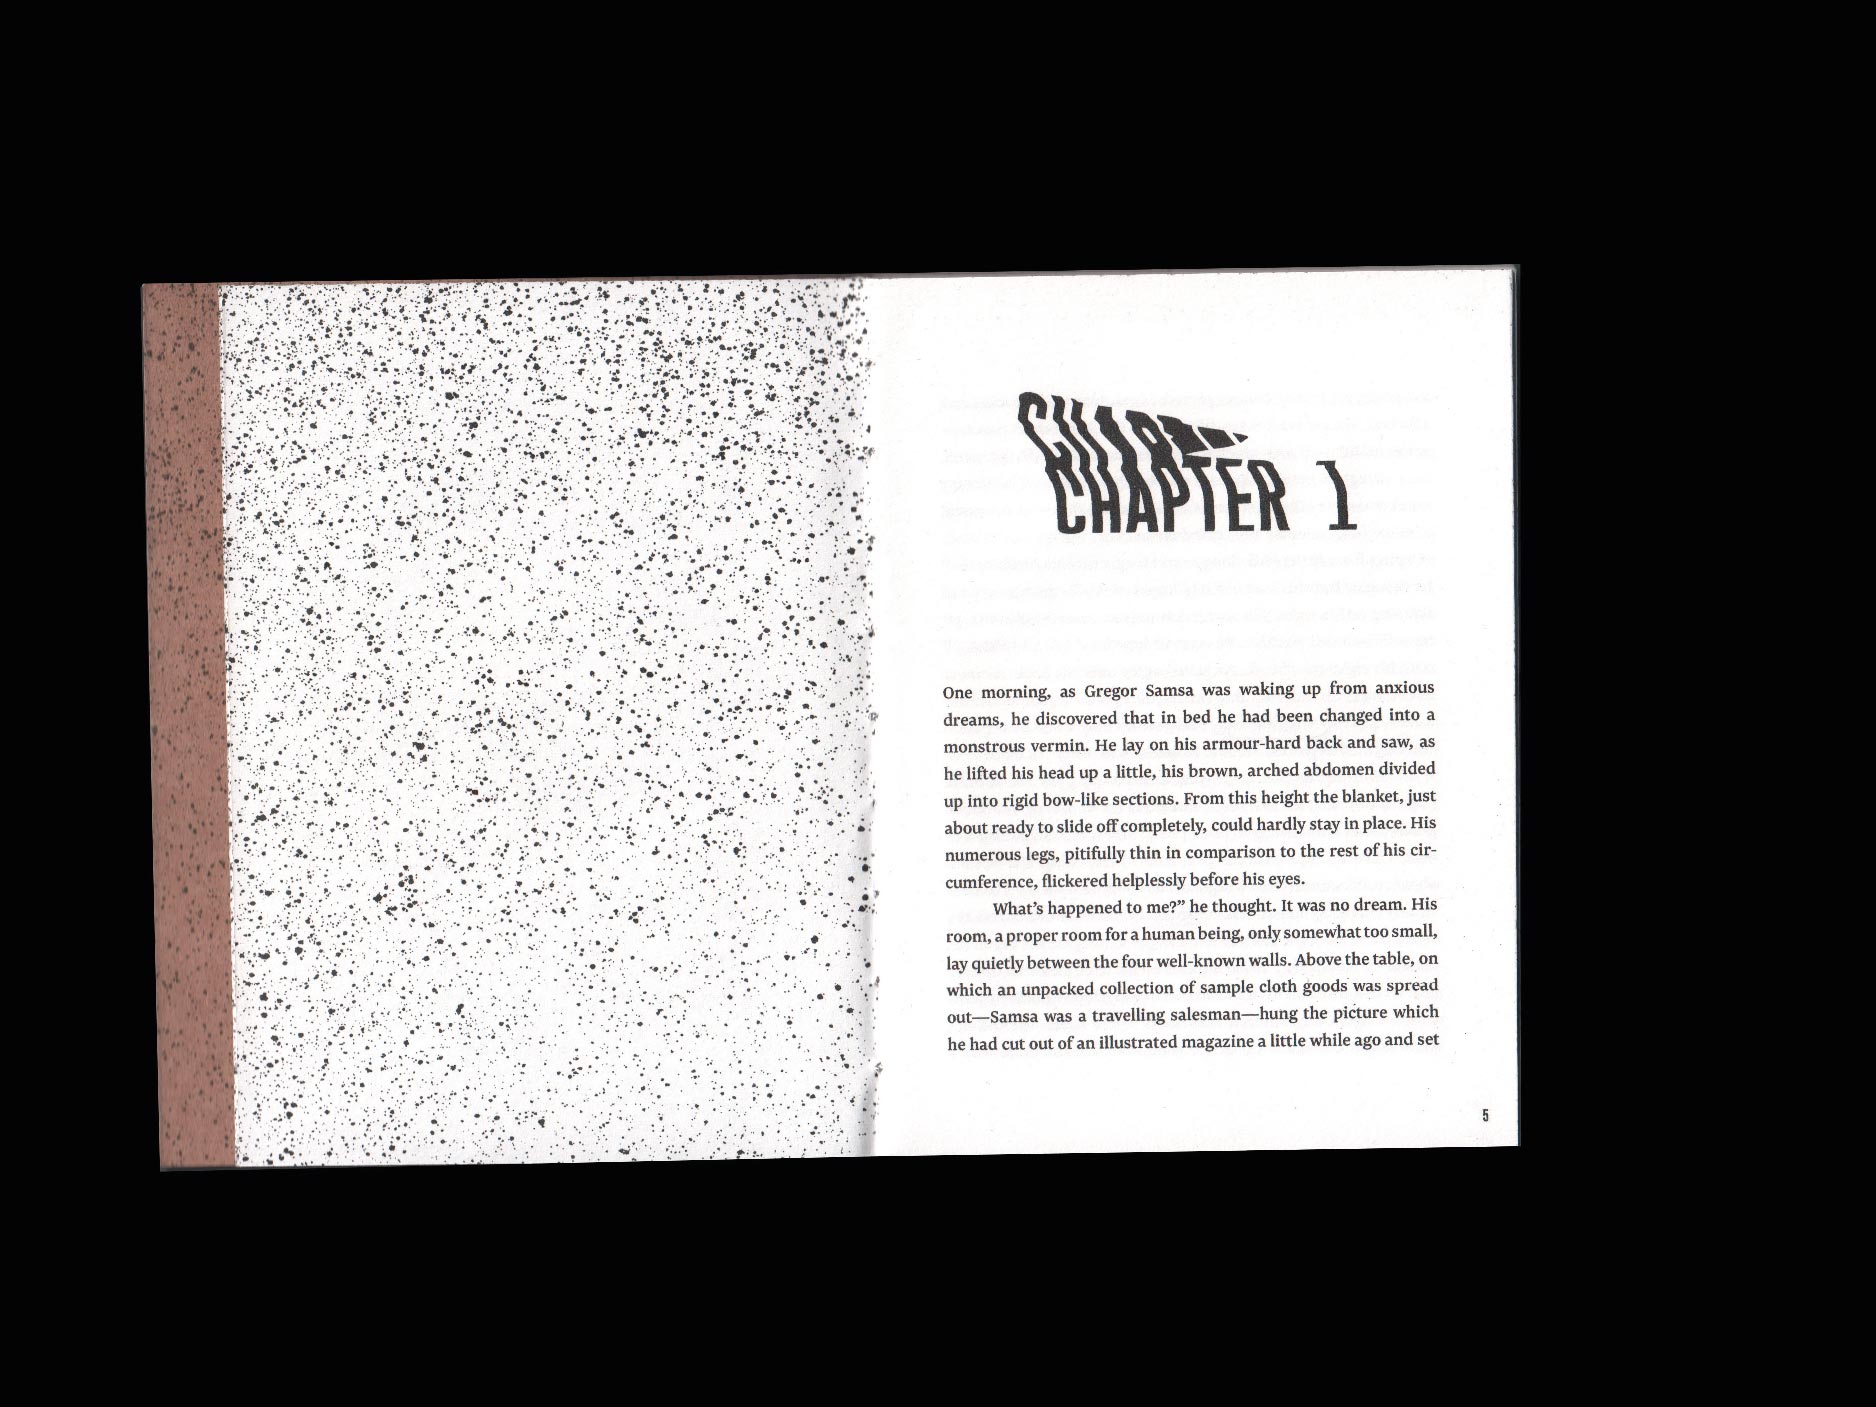 CHAP
CHAPTER 1
One morning, as Gregor Samsa was waking up from anxious
dreams, he discovered that in bed he had been changed into a
monstrous vermin. He lay on his armour-hard back and saw, as
he lifted his head up a little, his brown, arched abdomen divided
up into rigid bow-like sections. From this height the blanket, just
about ready to slide off completely, could hardly stay in place. His
numerous legs, pitifully thin in comparison to the rest of his cir-
cumference, flickered helplessly before his eyes.
What’s happened to me?” he thought. It was no dream. His
room, a proper room for a human being, only somewhat too small,
lay quietly between the four well-known walls. Above the table, on
which an unpacked collection of sample cloth goods was spread
out—Samsa was a travelling salesman—hung the picture which
he had cut out of an illustrated magazine a little while ago and set
5